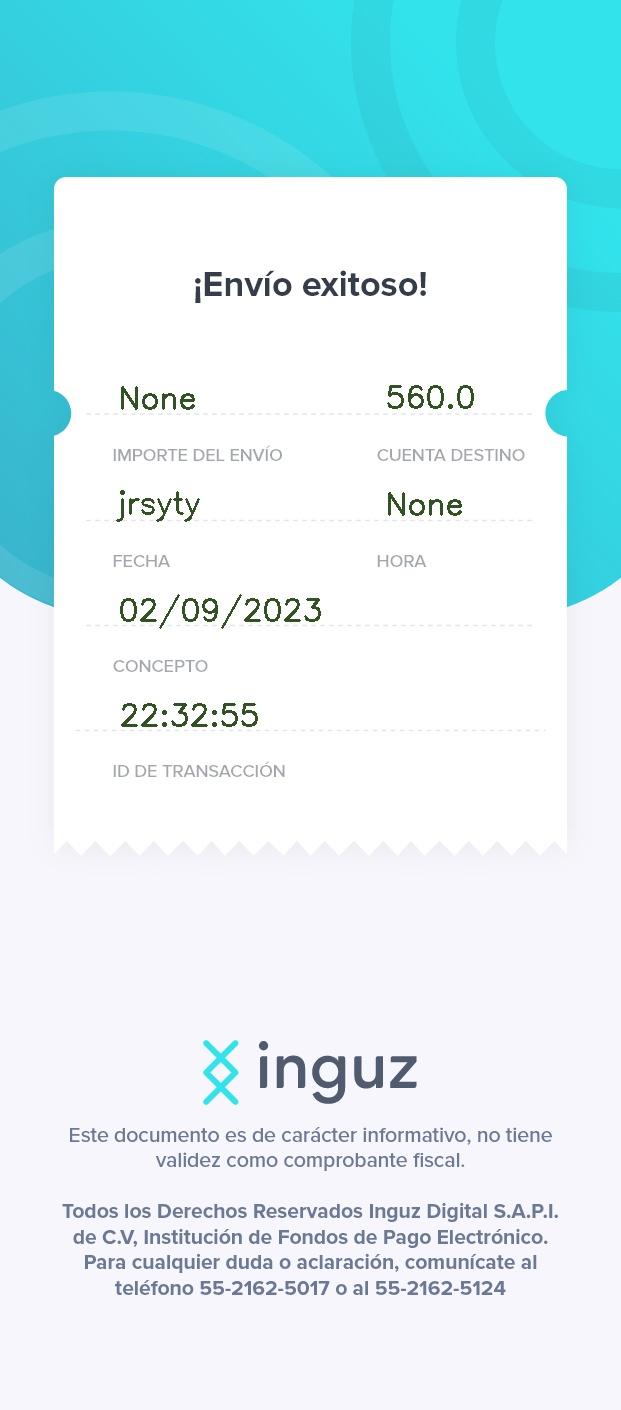 ¡Envío exitoso!
None 560.0
IMPORTE DEL ENVÍO CUENTA DESTINO
jrsyty None
FECHA HORA
02/09/2023
CONCEPTO
22:32:55
ID DE TRANSACCIÓN
inguz
Este documento es de carácter informativo, no tiene
validez como comprobante fiscal.
Todos los Derechos Reservados Inguz Digital S.A.P.I.
de C.V, Institución de Fondos de Pago Electrónico.
Para cualquier duda o aclaración, comunícate al
teléfono 55-2162-5017 o al 55-2162-5124